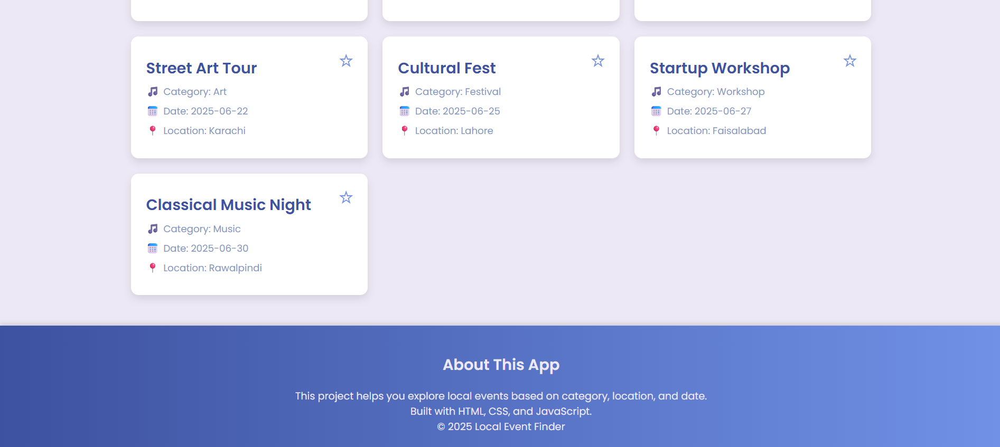 Street Art Tour
Category: Art
Date: 2025-06-22
Location: Karachi
Cultural Fest
Category: Festival
Date: 2025-06-25
Location: Lahore
Startup Workshop
Category: Workshop
Date: 2025-06-27
Location: Faisalabad
Classical Music Night
Category: Music
Date: 2025-06-30
Location: Rawalpindi
About This App
This project helps you explore local events based on category, location, and date.
Built with HTML, CSS, and JavaScript.
© 2025 Local Event Finder